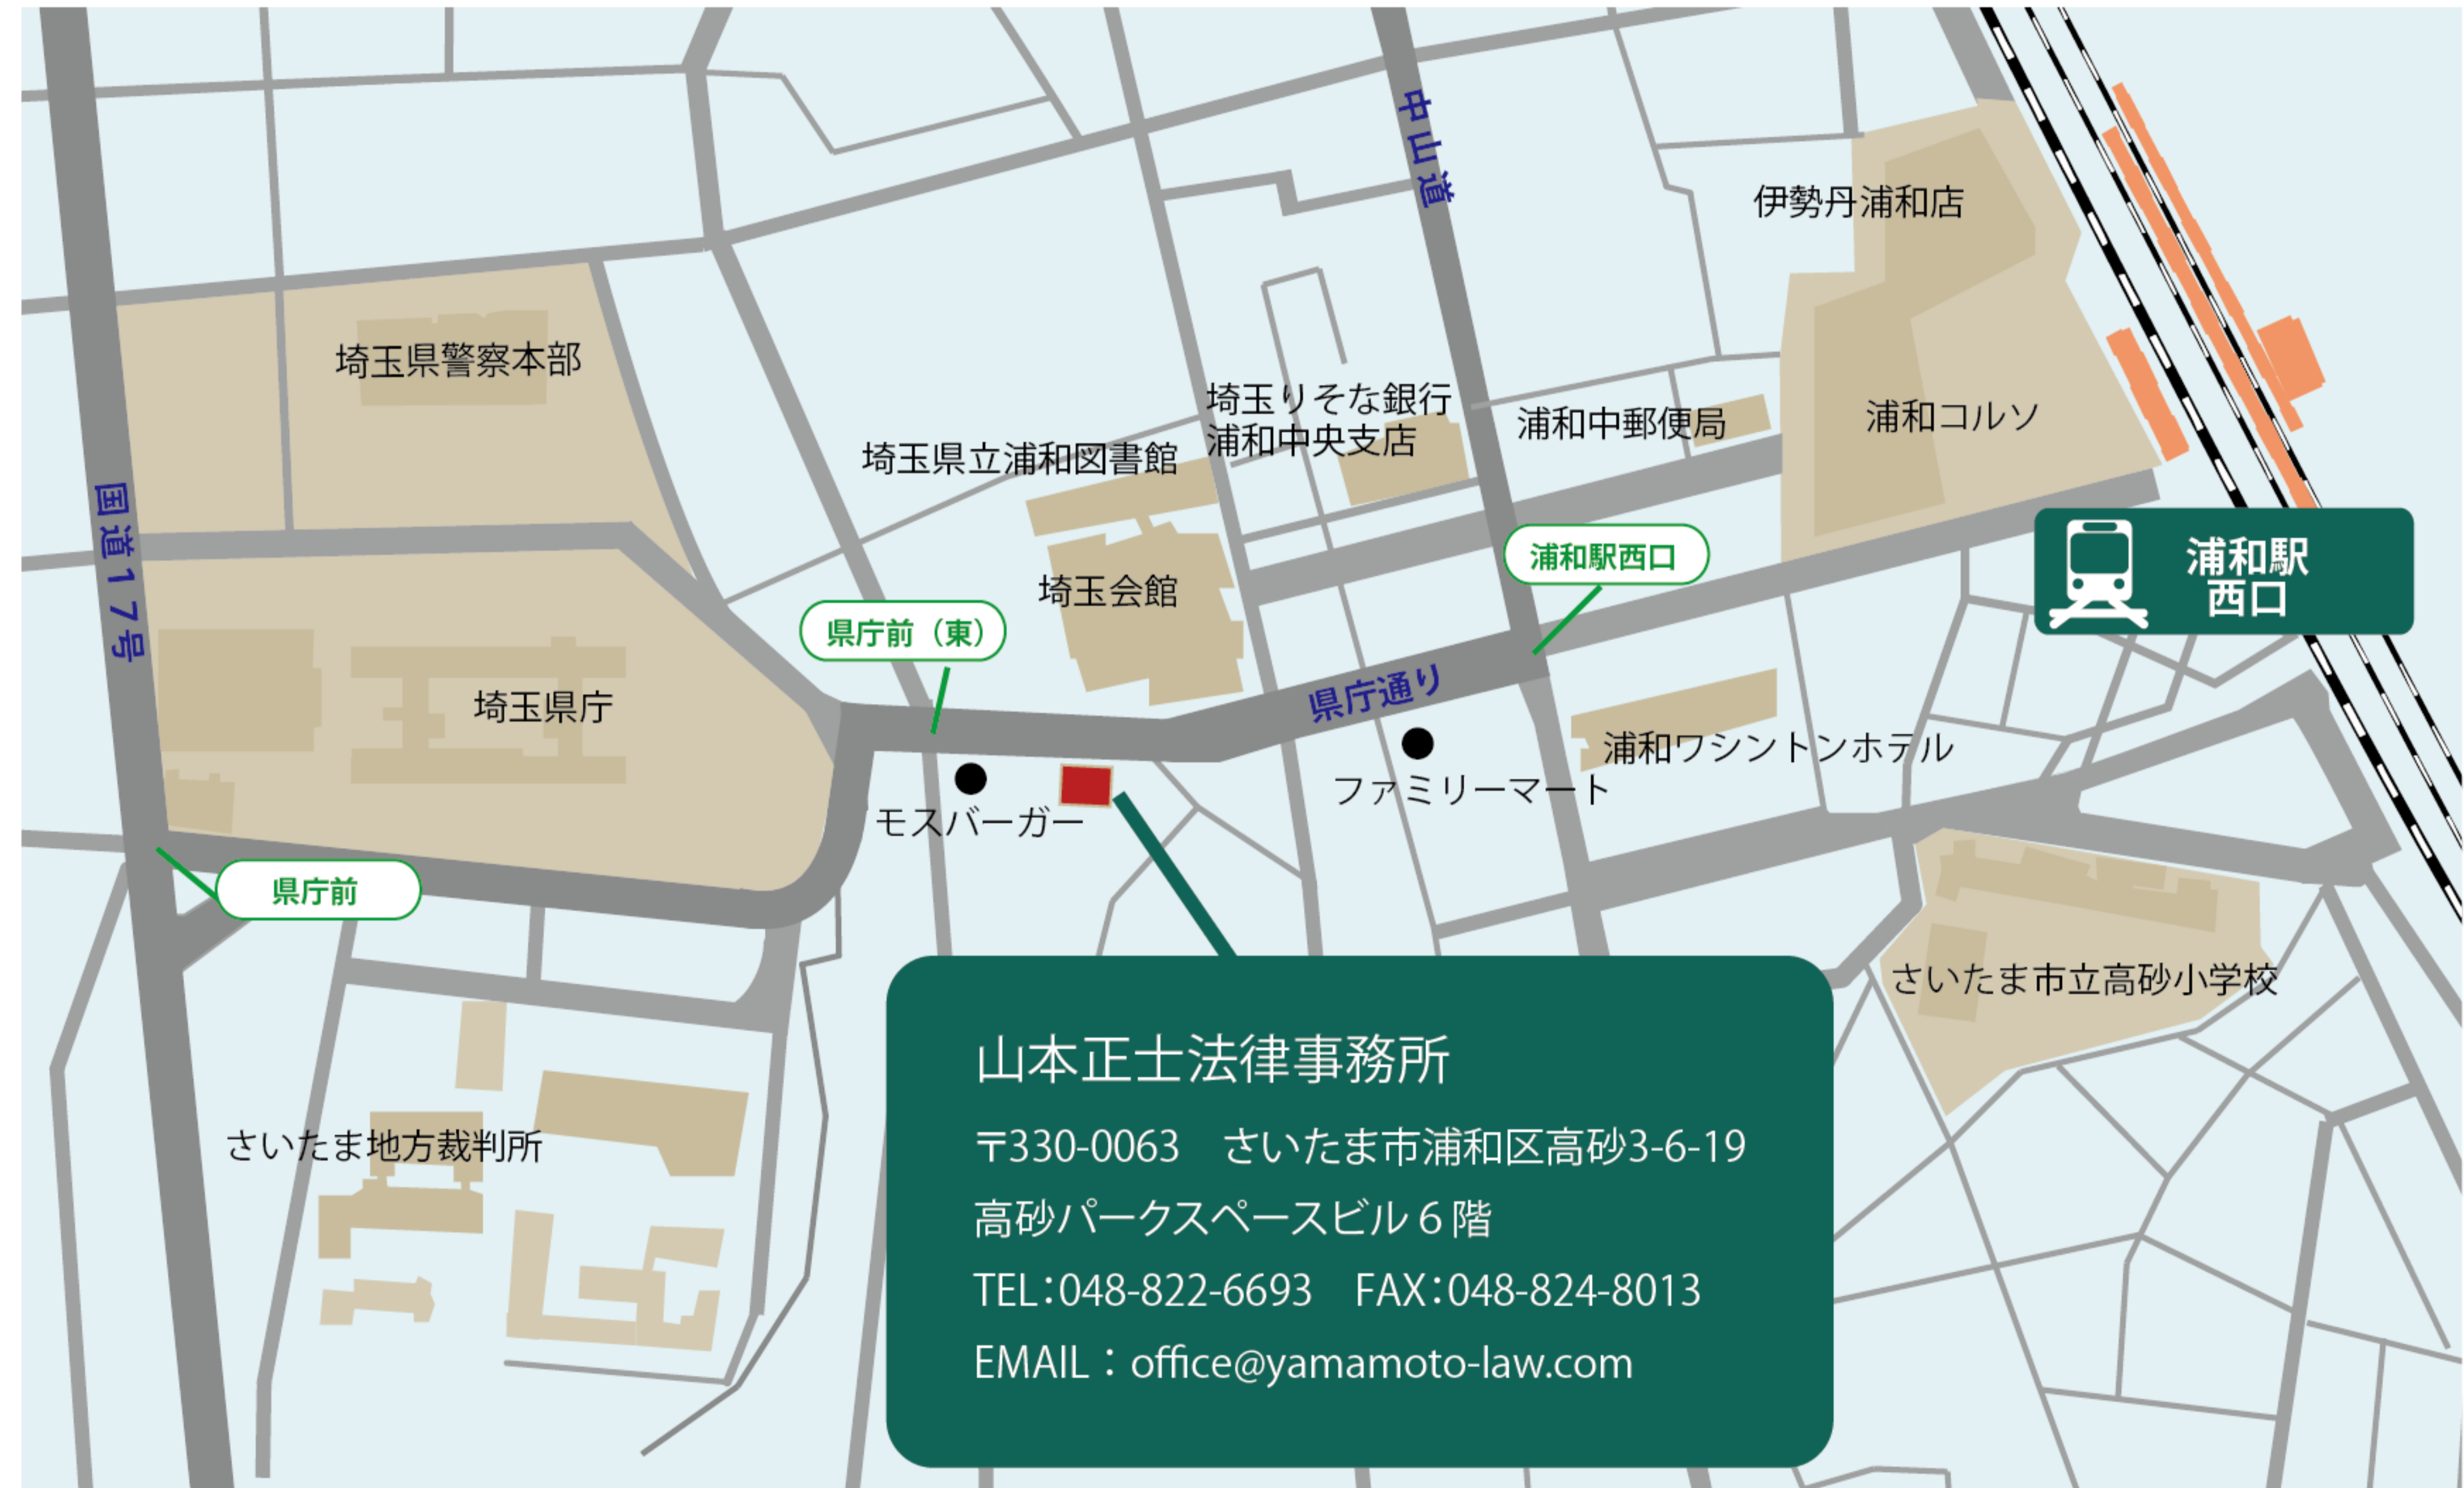 中山道
伊勢丹浦和店
埼玉県警察本部
埼玉りそな銀行
浦和中央支店
浦和中郵便局
浦和コルソ
埼玉県立浦和図書館
国道17号
浦和駅西口
浦和駅
西口
埼玉会館
県庁前（東）
埼玉県庁
県庁通り
浦和ワシントンホテル
ファミリーマート
モスバーガー
県庁前
さいたま市立高砂小学校
さいたま地方裁判所
山本正士法律事務所
〒330-0063　さいたま市浦和区高砂3-6-19
高砂パークスペースビル６階
TEL：048-822-6693　FAX：048-824-8013
EMAIL：office@yamamoto-law.com